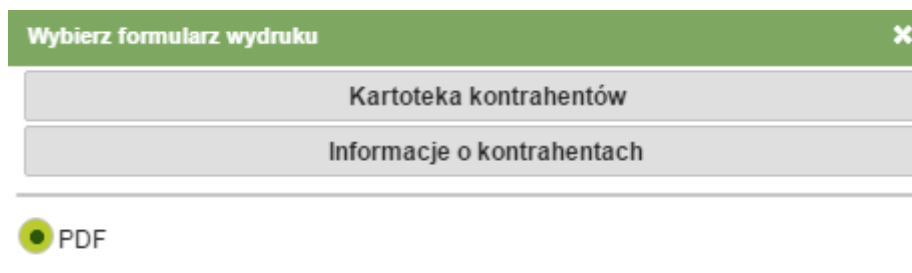 Wybierz formularz wydruku
Kartoteka kontrahentów
Informacje o kontrahentach
PDF